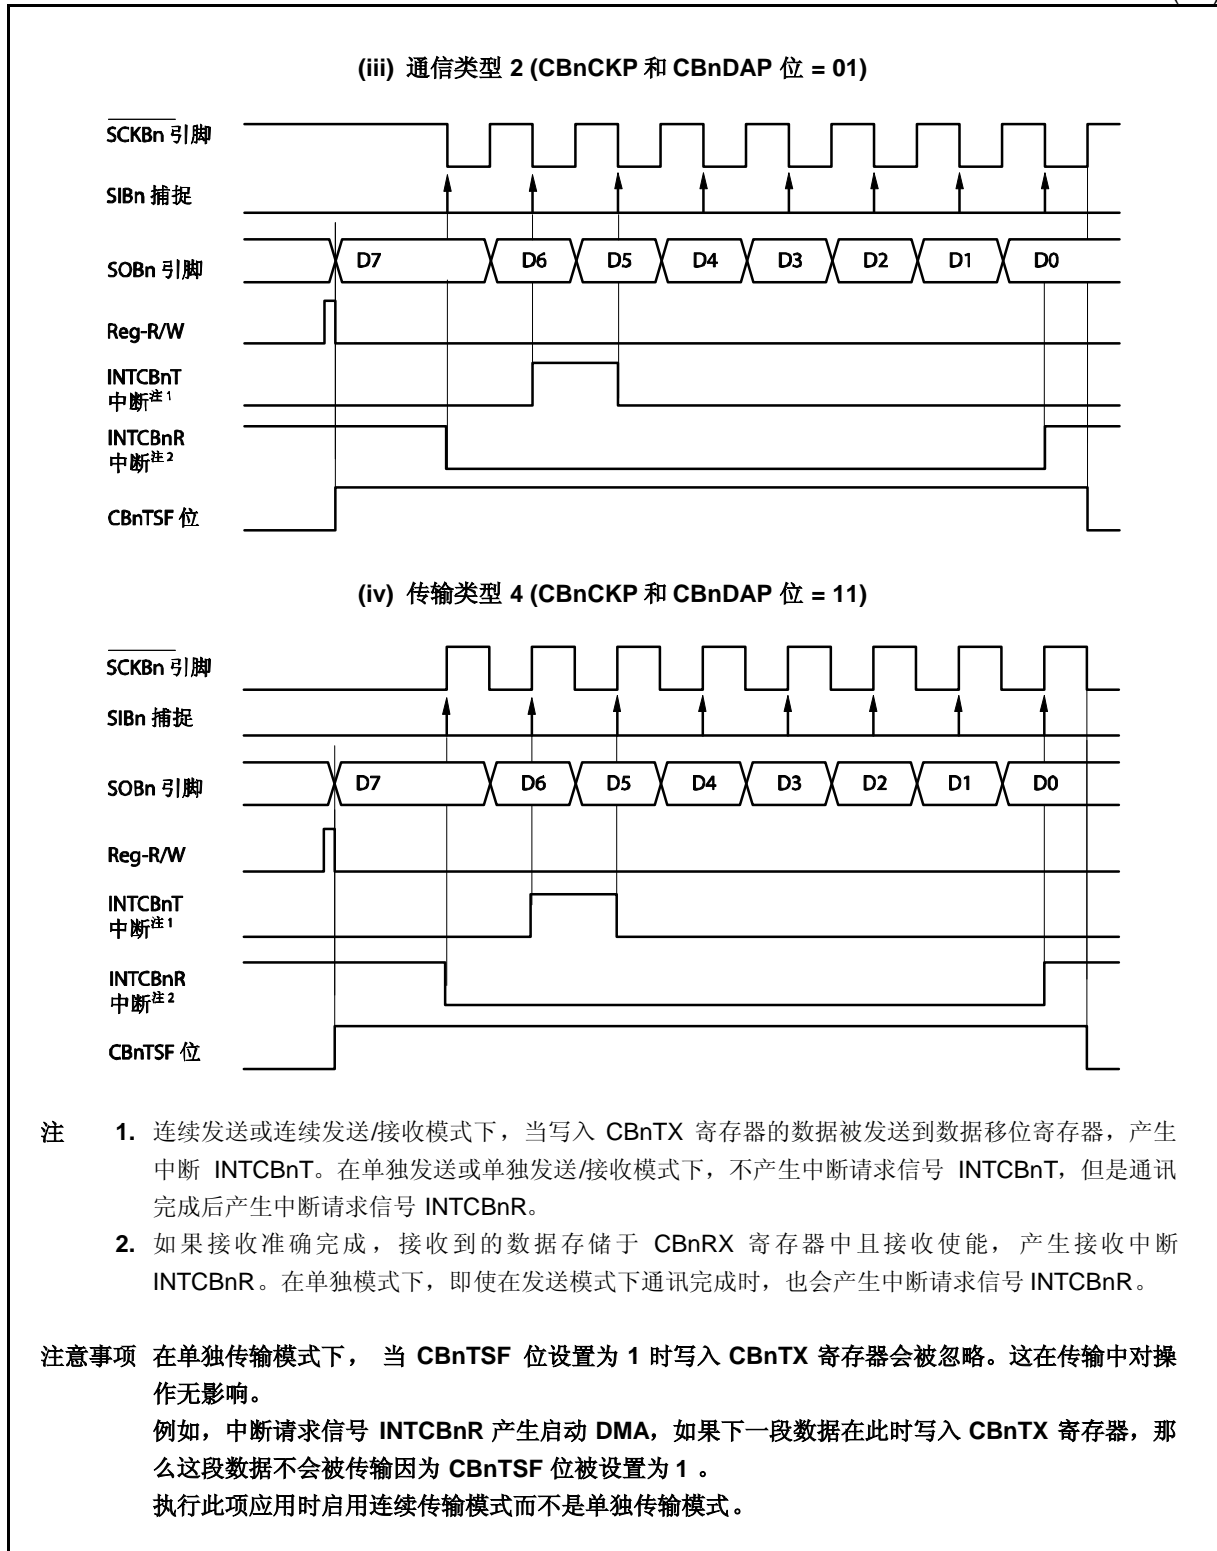 (iii) 通信类型 2 (CBnCKP 和 CBnDAP 位 = 01)
SCKBn 引脚
SIBn 捕捉
SOBn 引脚
D7 D6 D5 D4 D3 D2 D1 D0
Reg-R/W
INTCBnT
中断注 1
INTCBnR
中断注 2
CBnTSF 位
(iv) 传输类型 4 (CBnCKP 和 CBnDAP 位 = 11)
SCKBn 引脚
SIBn 捕捉
SOBn 引脚
D7 D6 D5 D4 D3 D2 D1 D0
Reg-R/W
INTCBnT
中断注 1
INTCBnR
中断注 2
CBnTSF 位
注 1. 连续发送或连续发送/接收模式下，当写入 CBnTX 寄存器的数据被发送到数据移位寄存器，产生
中断 INTCBnT。在单独发送或单独发送/接收模式下，不产生中断请求信号 INTCBnT，但是通讯
完成后产生中断请求信号 INTCBnR。
2. 如果接收准确完成，接收到的数据存储于 CBnRX 寄存器中且接收使能，产生接收中断
INTCBnR。在单独模式下，即使在发送模式下通讯完成时，也会产生中断请求信号 INTCBnR。
注意事项 在单独传输模式下， 当 CBnTSF 位设置为 1 时写入 CBnTX 寄存器会被忽略。这在传输中对操
作无影响。
例如，中断请求信号 INTCBnR 产生启动 DMA，如果下一段数据在此时写入 CBnTX 寄存器，那
么这段数据不会被传输因为 CBnTSF 位被设置为 1 。
执行此项应用时启用连续传输模式而不是单独传输模式。